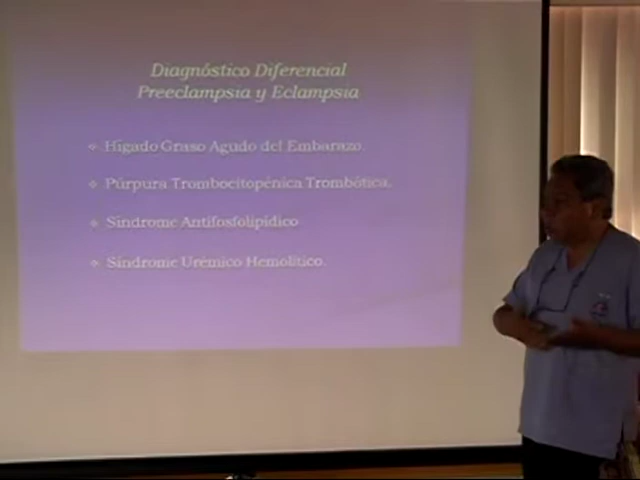 Diagnóstico Diferencial
Preeclampsia y Eclampsia
Hígado Graso Agudo del Embarazo.
Púrpura Trombocitopénica Trombótica.
Síndrome Antifosfolipídico
Síndrome Urémico Hemolítico.